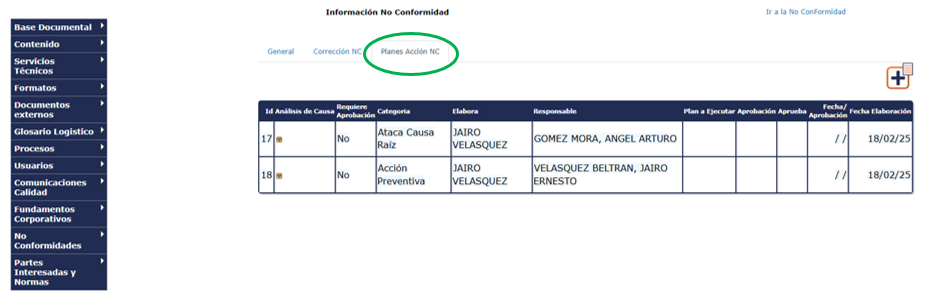 Información No Conformidad
Ir a la No ConFormidad
Base Documental
Contenido
Servicios
Técnicos
Formatos
Documentos
externos
Glosario Logístico
Procesos
Usuarios
Comunicaciones
Calidad
Fundamentos
Corporativos
No
Conformidades
Partes
Interesadas y
Normas
General Corrección NC Planes Acción NC
Id Análisis de Causa Requiere Aprobación Categoría Elabora Responsable Plan a Ejecutar Aprobación Aprueba Fecha/ Aprobación Fecha Elaboración
17 No Ataca Causa Raíz JAIRO VELASQUEZ GOMEZ MORA, ANGEL ARTURO / / 18/02/25
18 No Acción Preventiva JAIRO VELASQUEZ VELASQUEZ BELTRAN, JAIRO ERNESTO / / 18/02/25